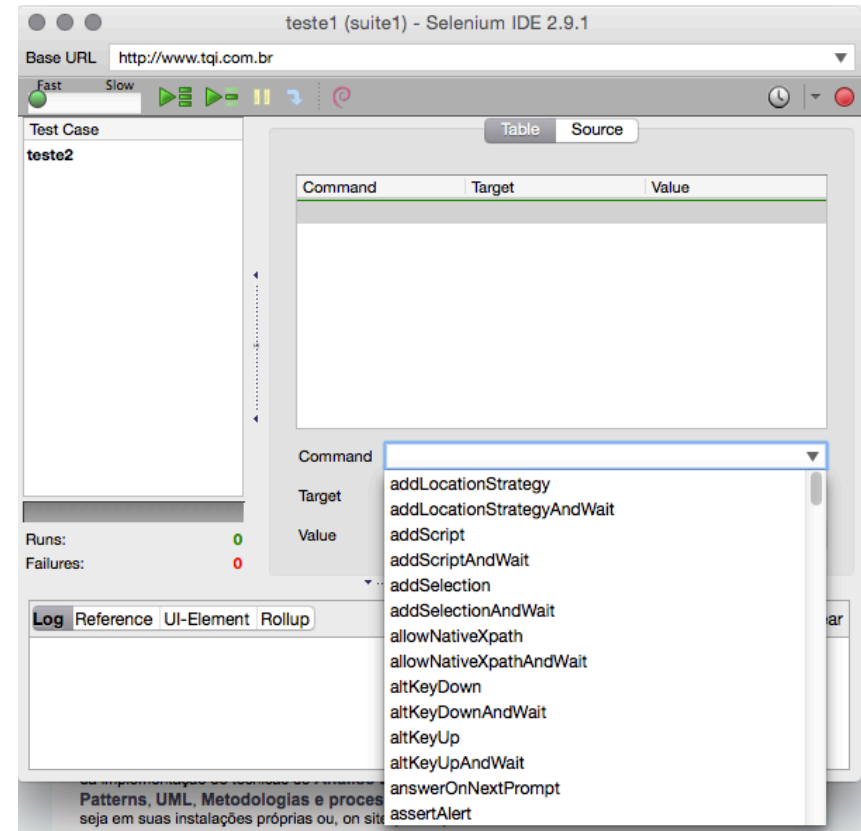 teste1 (suite1) - Selenium IDE 2.9.1
Base URL http://www.tqi.com.br
Fast Slow
Test Case
teste2
Table Source
Command Target Value
Command
Target
Value
addLocationStrategy
addLocationStrategyAndWait
addScript
addScriptAndWait
addSelection
addSelectionAndWait
allowNativeXpath
allowNativeXpathAndWait
altKeyDown
altKeyDownAndWait
altKeyUp
altKeyUpAndWait
answerOnNextPrompt
assertAlert
Runs: 0
Failures: 0
Log Reference UI-Element Rollup
ar
Patterns, UML, Metodologias e proces
seja em suas instalações próprias ou, on site